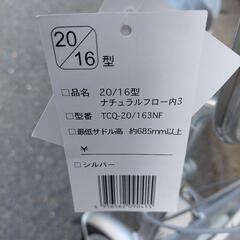 20/16型
□品名 20/16型
ナチュラルフロー内3
□型番 TCQ-20/163NF
□最低サドル高 約685mm以上
¥
□シルバー